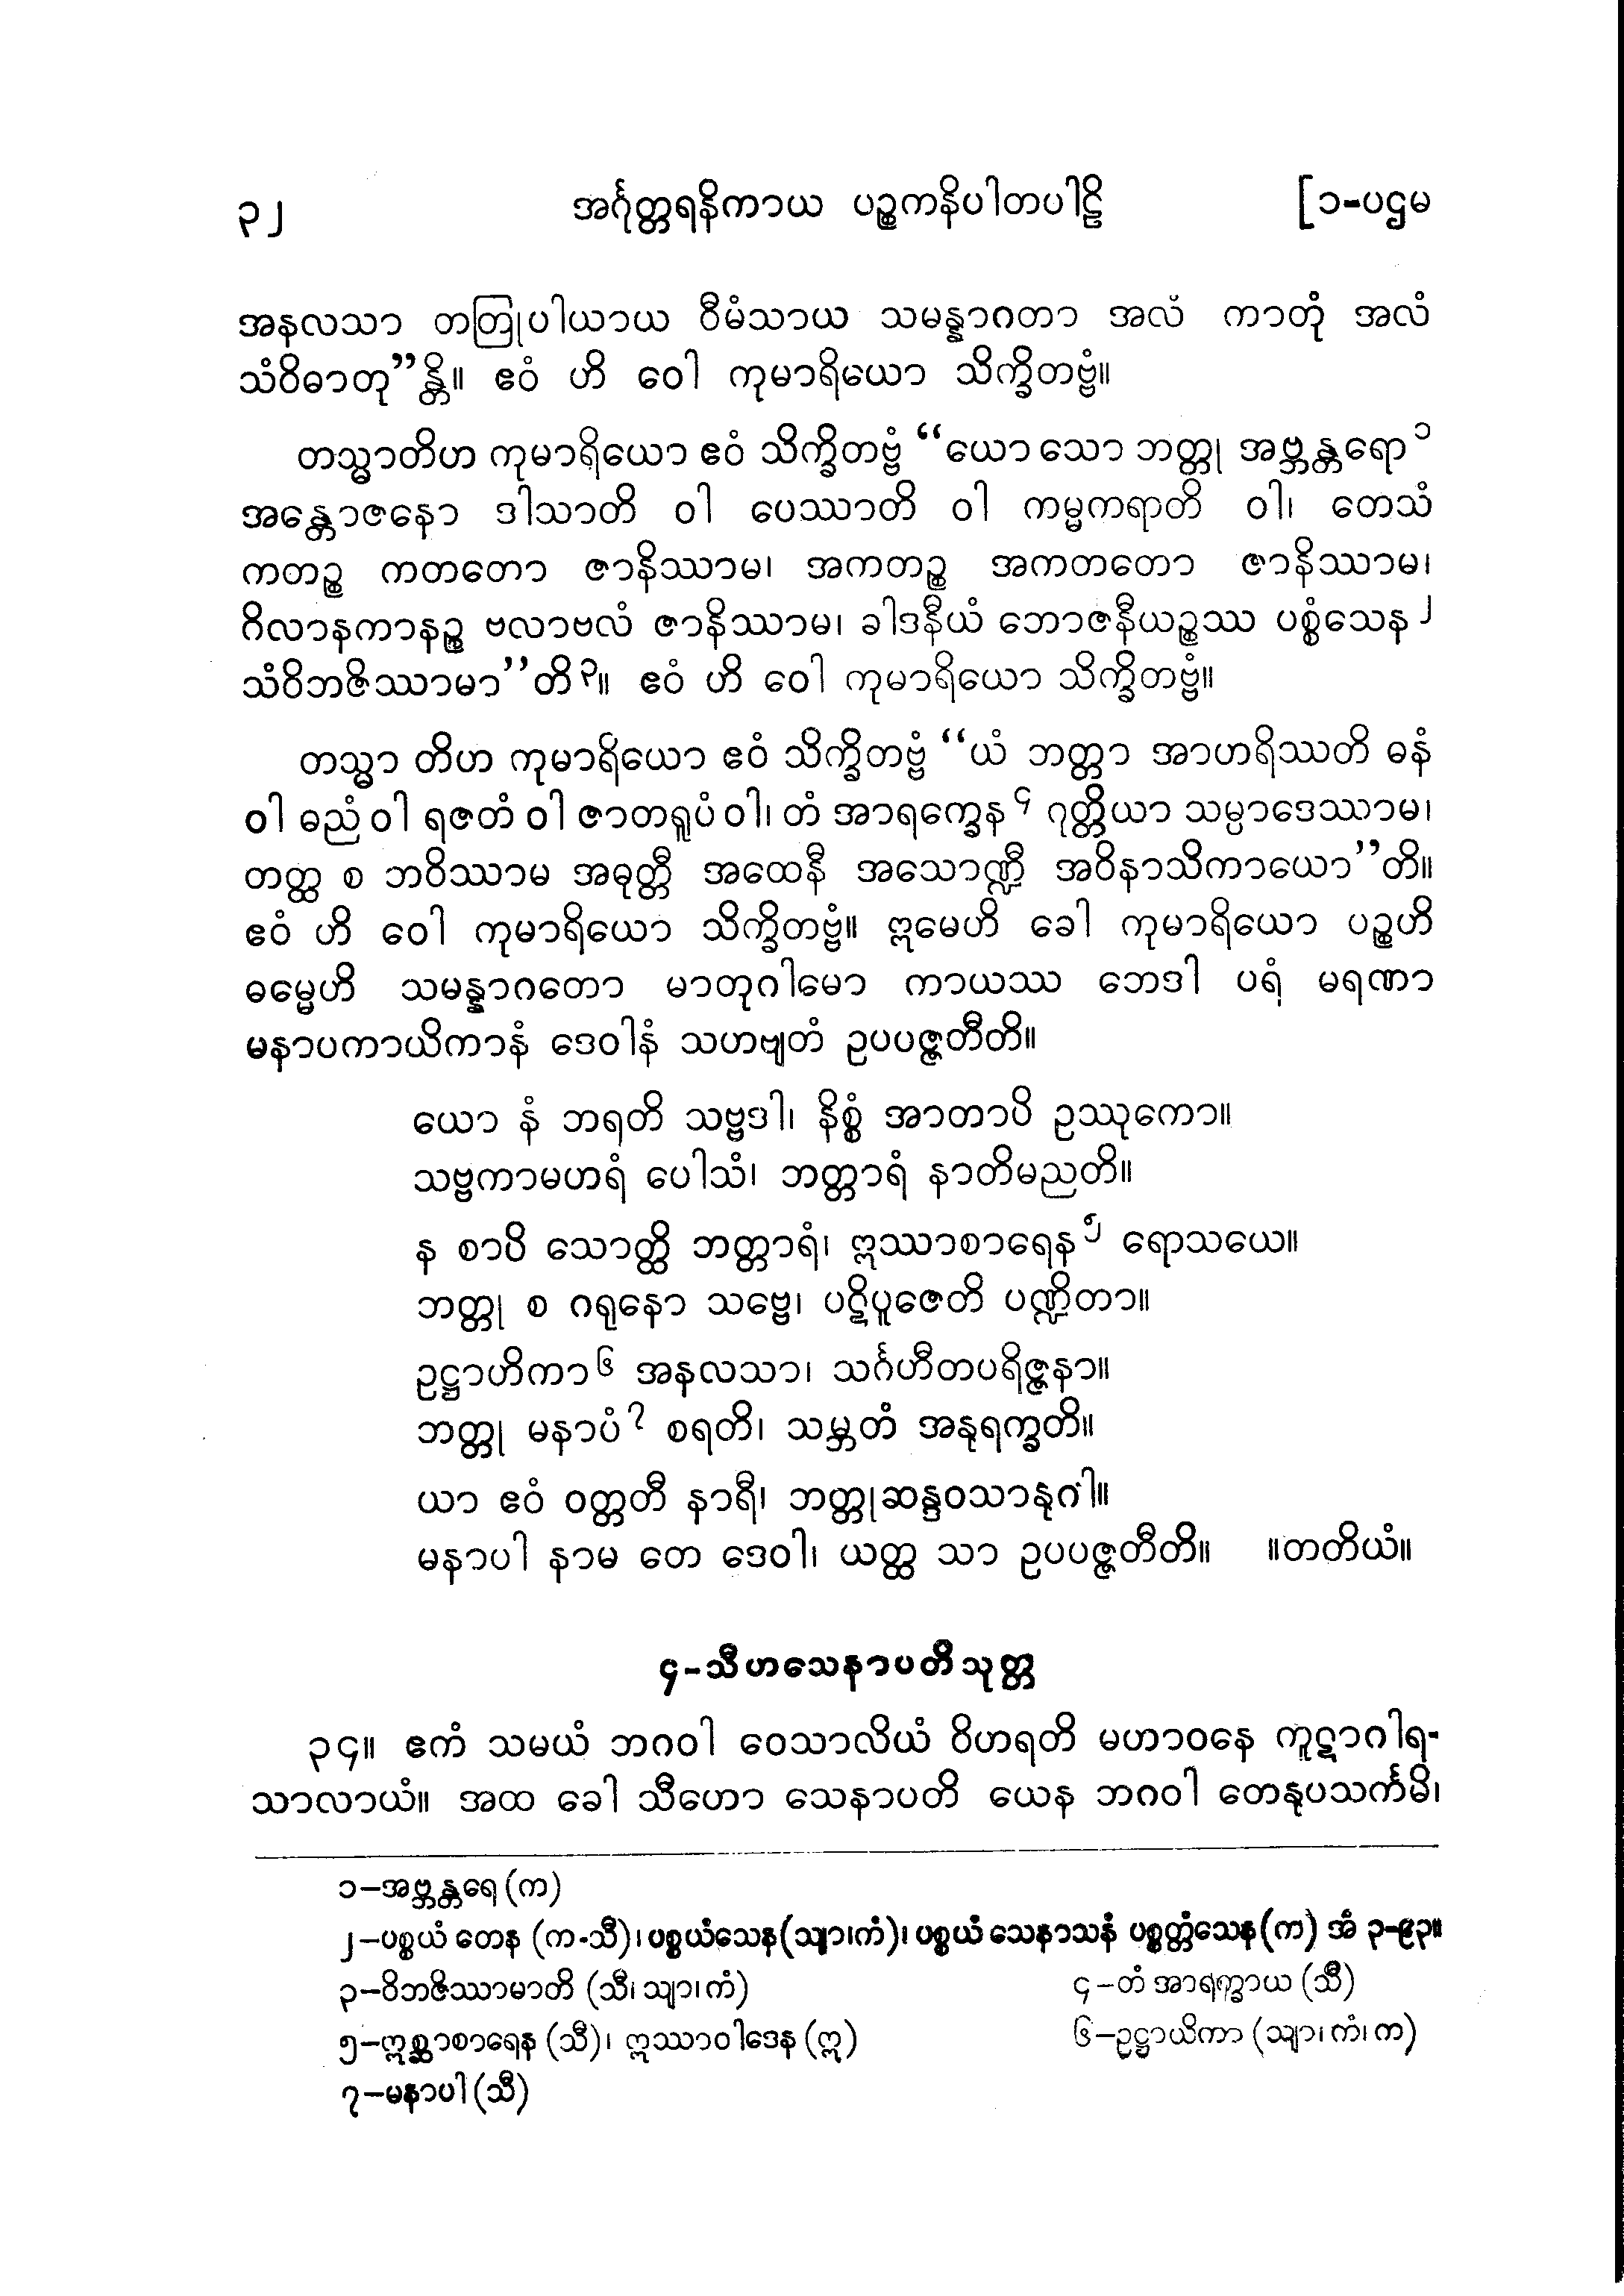 ၃၂ အင်္ဂုတ္တရနိကာယ ပဉ္စကနိပါတပါဠိ [၁-ပဌမ
အနလသာ တတြုပါယာယ ဝီမံသာယ သမန္နာဂတာ အလံ ကာတုံ အလံ
သံဝိဓာတု”န္တိ။ ဧဝံ ဟိ ဝေါ ကုမာရိယော သိက္ခိတဗ္ဗံ။
တသ္မာတိဟ ကုမာရိယော ဧဝံ သိက္ခိတဗ္ဗံ “ယော သော ဘတ္တု အဗ္ဘန္တရော၁
အန္တောဇနော ဒါသာတိ ဝါ ပေဿာတိ ဝါ ကမ္မကရာတိ ဝါ၊ တေသံ
ကတဉ္စ ကတတော ဇာနိဿာမ၊ အကတဉ္စ အကတတော ဇာနိဿာမ၊
ဂိလာနကာနဉ္စ ဗလာဗလံ ဇာနိဿာမ၊ ခါဒနီယံ ဘောဇနီယဉ္စဿ ပစ္စံသေန၂
သံဝိဘဇိဿာမာ”တိ၃။ ဧဝံ ဟိ ဝေါ ကုမာရိယော သိက္ခိတဗ္ဗံ။
တသ္မာ တိဟ ကုမာရိယော ဧဝံ သိက္ခိတဗ္ဗံ “ယံ ဘတ္တာ အာဟရိဿတိ ဓနံ
ဝါ ဓညံ ဝါ ရဇတံ ဝါ ဇာတရူပံ ဝါ၊ တံ အာရက္ခေန၄ ဂုတ္တိယာ သမ္ပာဒေဿာမ၊
တတ္ထ စ ဘဝိဿာမ အဓုတ္တီ အထေနီ အသောဏ္ဍီ အဝိနာသိကာယော”တိ။
ဧဝံ ဟိ ဝေါ ကုမာရိယော သိက္ခိတဗ္ဗံ။ ဣမေဟိ ခေါ ကုမာရိယော ပဉ္စဟိ
ဓမ္မေဟိ သမန္နာဂတော မာတုဂါမော ကာယဿ ဘေဒါ ပရံ မရဏာ
မနာပကာယိကာနံ ဒေဝါနံ သဟဗျတံ ဥပပဇ္ဇတီတိ။
ယော နံ ဘရတိ သဗ္ဗဒါ၊ နိစ္စံ အာတာပိ ဥဿုကော။
သဗ္ဗကာမဟရံ ပေါသံ၊ ဘတ္တာရံ နာတိမညတိ။
န စာပိ သောတ္ထိ ဘတ္တာရံ၊ ဣဿာစာရေန၅ ရောသယေ။
ဘတ္တု စ ဂရုနော သဗ္ဗေ၊ ပဋိပူဇေတိ ပဏ္ဍိတာ။
ဥဋ္ဌာဟိကာ၆ အနလသာ၊ သင်္ဂဟီတပရိဇ္ဇနာ။
ဘတ္တု မနာပံ၇ စရတိ၊ သမ္ဘတံ အနုရက္ခတိ။
ယာ ဧဝံ ဝတ္တတီ နာရီ၊ ဘတ္တုဆန္ဒဝသာနုဂါ။
မနာပါ နာမ တေ ဒေဝါ၊ ယတ္ထ သာ ဥပပဇ္ဇတီတိ။ ။တတိယံ။
၄-သီဟသေနာပတိသုတ္တ
၃၄။ ဧကံ သမယံ ဘဂဝါ ဝေသာလိယံ ဝိဟရတိ မဟာဝနေ ကူဋာဂါရ-
သာလာယံ။ အထ ခေါ သီဟော သေနာပတိ ယေန ဘဂဝါ တေနုပသင်္ကမိ၊
၁–အဗ္ဘန္တရေ (က)
၂–ပစ္စယံ တေန (က-သီ)၊ ပစ္စယံသေန(သျာ၊ကံ)၊ ပစ္စယံ သေနာသနံ ပစ္စတ္တံသေန(က) အံ ၃-၉၃။
၃–ဝိဘဇိဿာမာတိ (သီ၊ သျာ၊ ကံ) ၄–တံ အာရက္ခာယ (သီ)
၅–ဣစ္ဆာစာရေန (သီ)၊ ဣဿာဝါဒေန (ဣ) ၆–ဥဋ္ဌာယိကာ (သျာ၊ ကံ၊ က)
၇–မနာပါ (သီ)